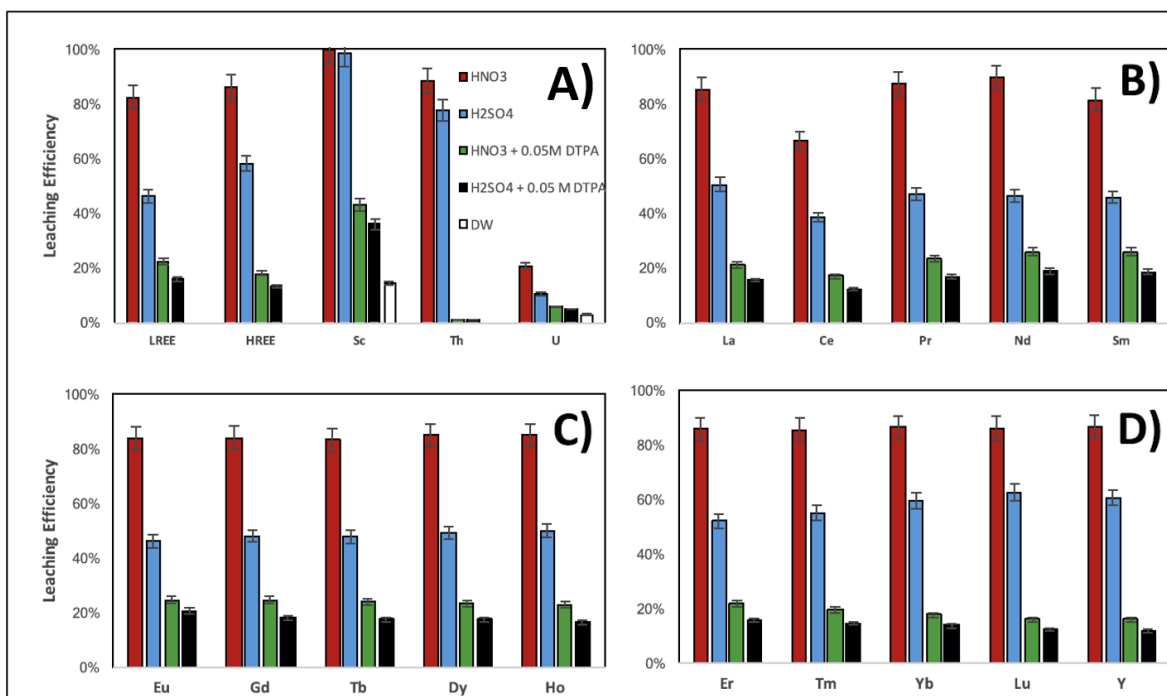 A)
Leaching Efficiency
100%
80%
60%
40%
20%
0%
HNO3
H2SO4
HNO3 + 0.05M DTPA
H2SO4 + 0.05 M DTPA
DW
LREE HREE Sc Th U
B)
100%
80%
60%
40%
20%
0%
La Ce Pr Nd Sm
C)
Leaching Efficiency
100%
80%
60%
40%
20%
0%
Eu Gd Tb Dy Ho
D)
100%
80%
60%
40%
20%
0%
Er Tm Yb Lu Y